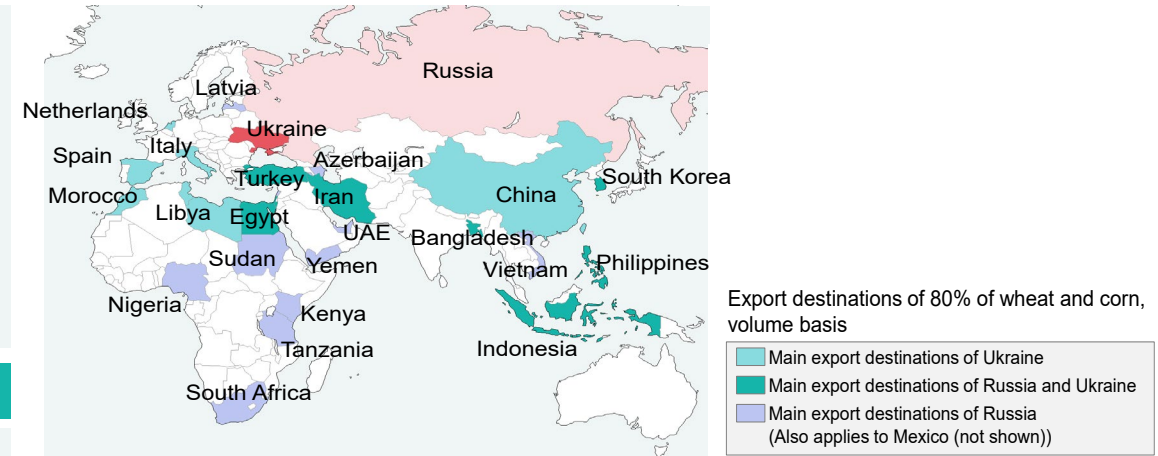 Russia
Latvia
Netherlands
Ukraine
Italy
Spain
Azerbaijan
Turkey
South Korea
Morocco
Iran
China
Libya
Egypt
UAE
Bangladesh
Sudan
Yemen
Vietnam
Philippines
Nigeria
Kenya
Tanzania
Indonesia
South Africa
Export destinations of 80% of wheat and corn,
volume basis
Main export destinations of Ukraine
Main export destinations of Russia and Ukraine
Main export destinations of Russia
(Also applies to Mexico (not shown))